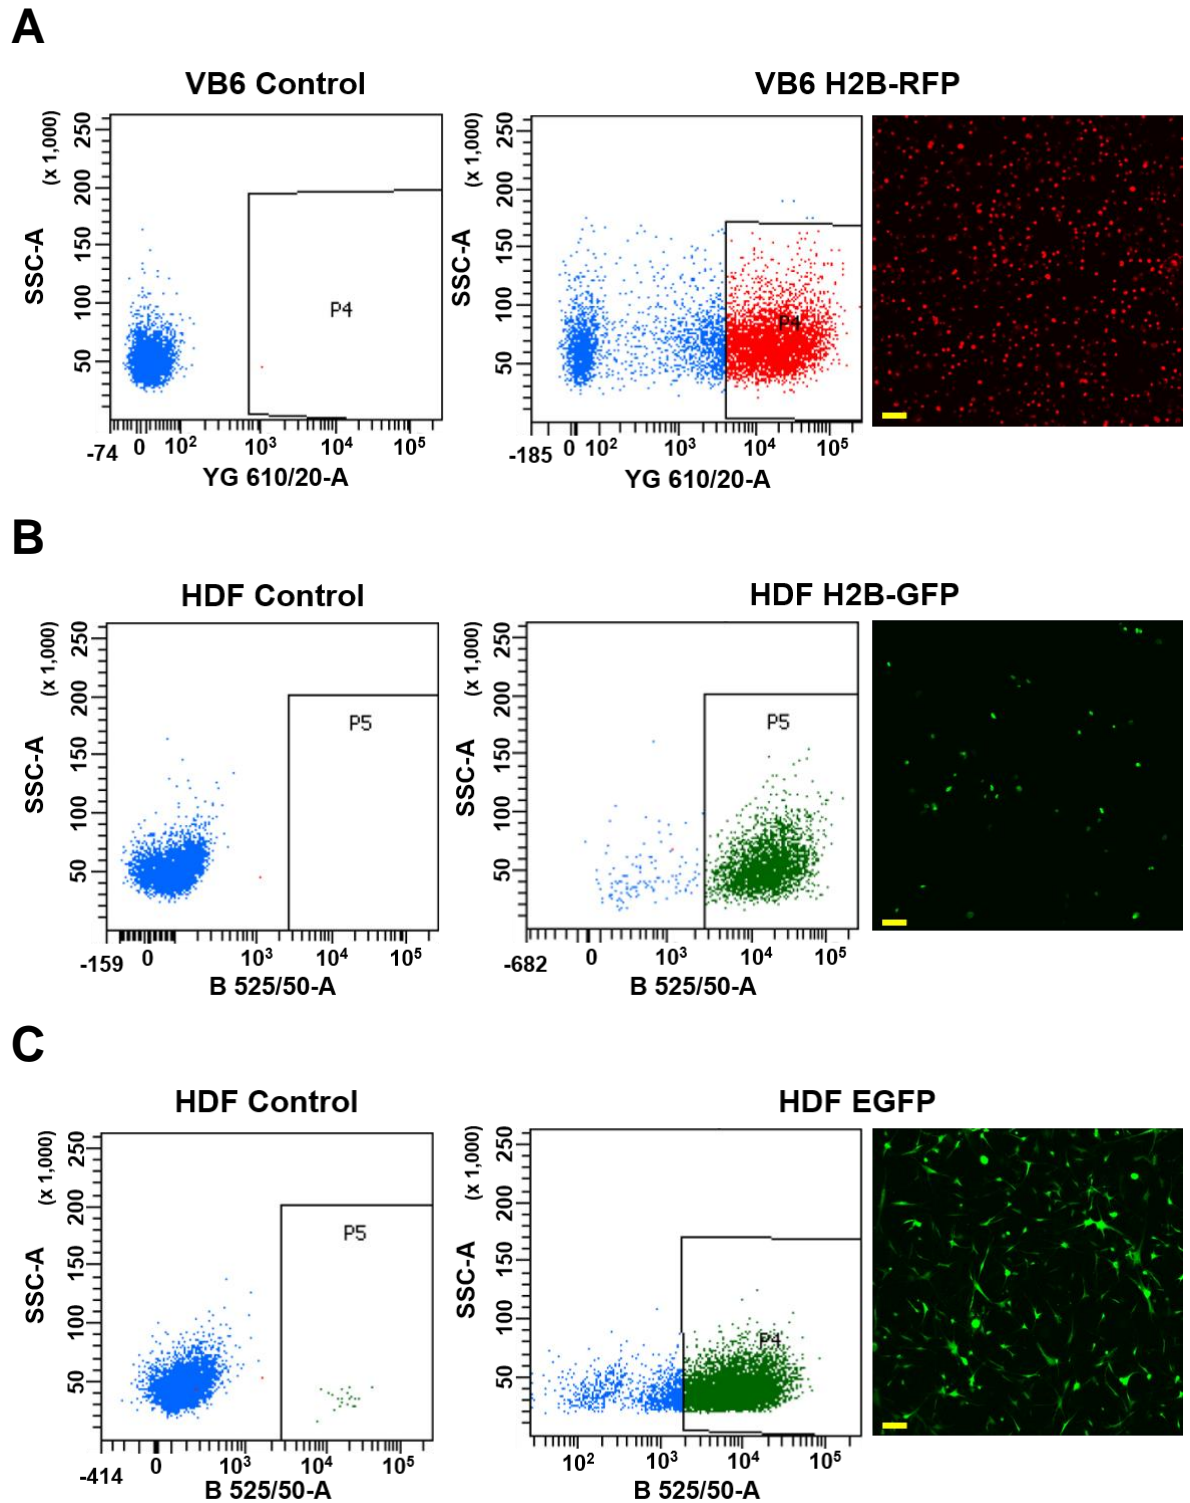 A
VB6 Control
VB6 H2B-RFP
(x 1,000)
250
200
150
100
50
SSC-A
P4
-74
0
10²
10³
10⁴
10⁵
YG 610/20-A
(x 1,000)
250
200
150
100
50
SSC-A
P4
-185
0
10²
10³
10⁴
10⁵
YG 610/20-A
B
HDF Control
HDF H2B-GFP
(x 1,000)
250
200
150
100
50
SSC-A
P5
-159
0
10³
10⁴
10⁵
B 525/50-A
(x 1,000)
250
200
150
100
50
SSC-A
P5
-682
0
10³
10⁴
10⁵
B 525/50-A
C
HDF Control
HDF EGFP
(x 1,000)
250
200
150
100
50
SSC-A
P5
-414
0
10³
10⁴
10⁵
B 525/50-A
(x 1,000)
250
200
150
100
50
SSC-A
P4
10²
10³
10⁴
10⁵
B 525/50-A